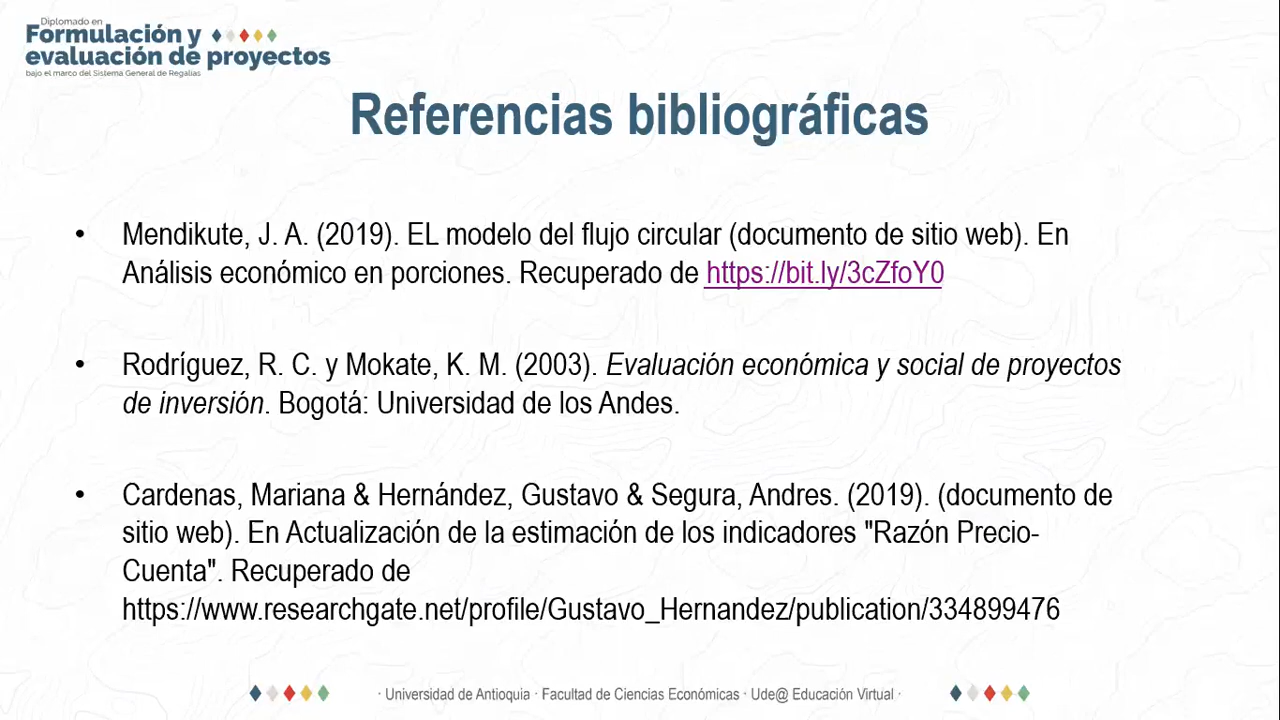 Diplomado en
Formulación y
evaluación de proyectos
bajo el marco del Sistema General de Regalías
Referencias bibliográficas
• Mendikute, J. A. (2019). EL modelo del flujo circular (documento de sitio web). En
Análisis económico en porciones. Recuperado de https://bit.ly/3cZfoY0
• Rodríguez, R. C. y Mokate, K. M. (2003). Evaluación económica y social de proyectos
de inversión. Bogotá: Universidad de los Andes.
• Cardenas, Mariana & Hernández, Gustavo & Segura, Andres. (2019). (documento de
sitio web). En Actualización de la estimación de los indicadores "Razón Precio-
Cuenta". Recuperado de
https://www.researchgate.net/profile/Gustavo_Hernandez/publication/334899476
· Universidad de Antioquia · Facultad de Ciencias Económicas · Ude@ Educación Virtual ·